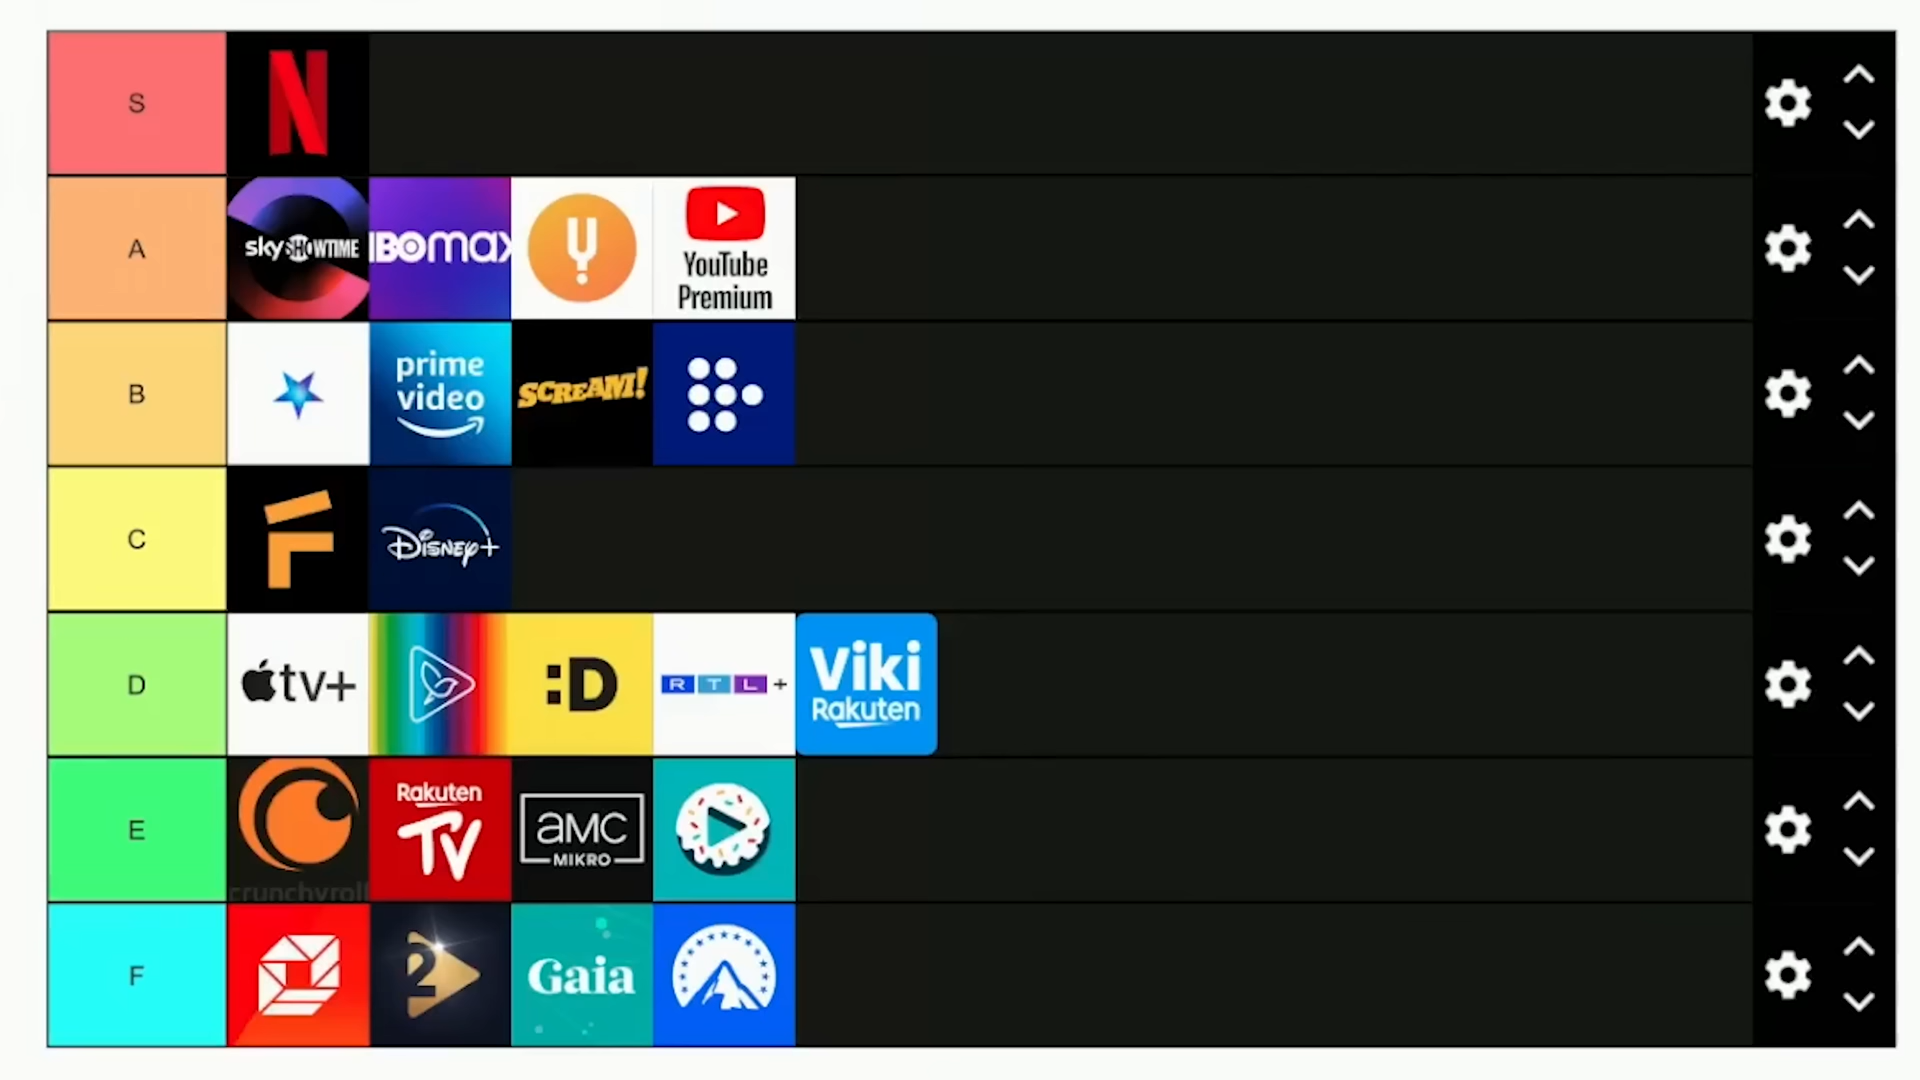 S
N
A
sky SHOWTIME
HBOmax
Y
YouTube
Premium
B
prime
video
SCREAM!
C
F
Disney+
D
tv+
:D
RTL+
Viki
Rakuten
E
crunchyroll
Rakuten
TV
aMC
MIKRO
F
2
Gaia